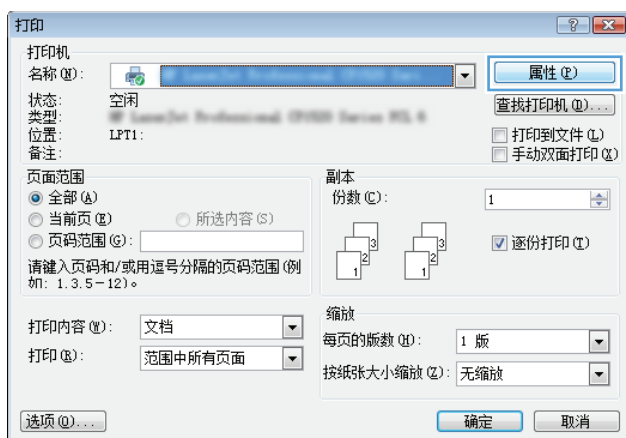 打印
打印机
名称(N):
属性(P)
状态: 空闲
查找打印机(D)...
类型:
位置: LPT1:
打印到文件(L)
备注:
手动双面打印(X)
页面范围
全部(A)
当前页(E) 所选内容(S)
页码范围(G):
请键入页码和/或用逗号分隔的页码范围(例
如: 1.3.5-12)。
副本
份数(C): 1
1 2 3 1 2 3
逐份打印(T)
打印内容(W): 文档
打印(R): 范围中所有页面
缩放
每页的版数(H): 1 版
按纸张大小缩放(Z): 无缩放
选项(O)...
确定 取消